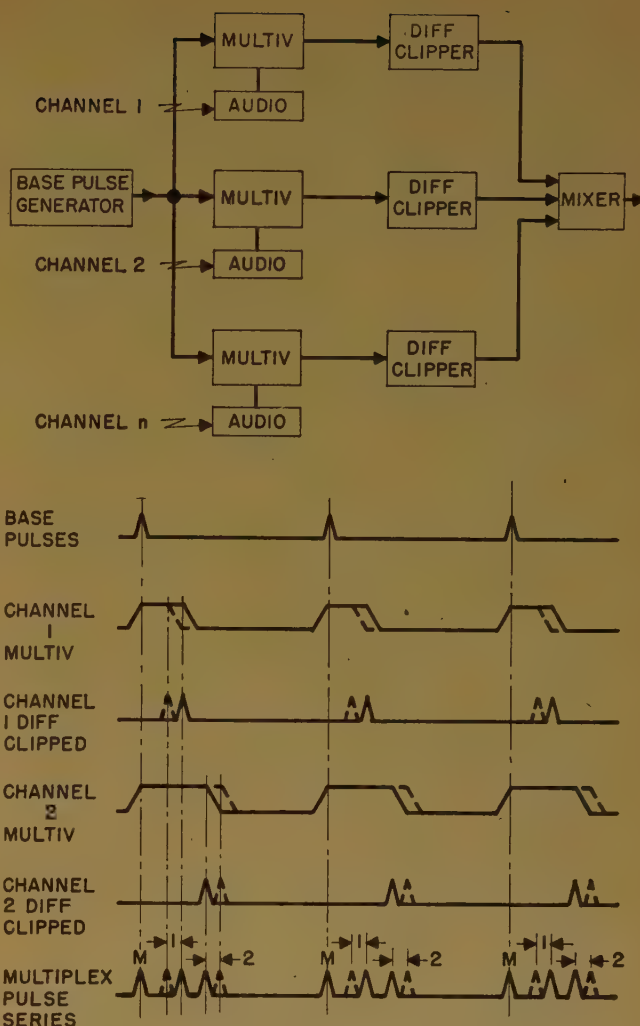 MULTIV
DIFF
CLIPPER
CHANNEL 1
AUDIO
BASE PULSE
GENERATOR
MULTIV
DIFF
CLIPPER
MIXER
CHANNEL 2
AUDIO
MULTIV
DIFF
CLIPPER
CHANNEL n
AUDIO
BASE
PULSES
CHANNEL
1
MULTIV
CHANNEL
1 DIFF
CLIPPED
CHANNEL
2
MULTIV
CHANNEL
2 DIFF
CLIPPED
M 1 2 M 1 2 M 1 2
MULTIPLEX
PULSE
SERIES